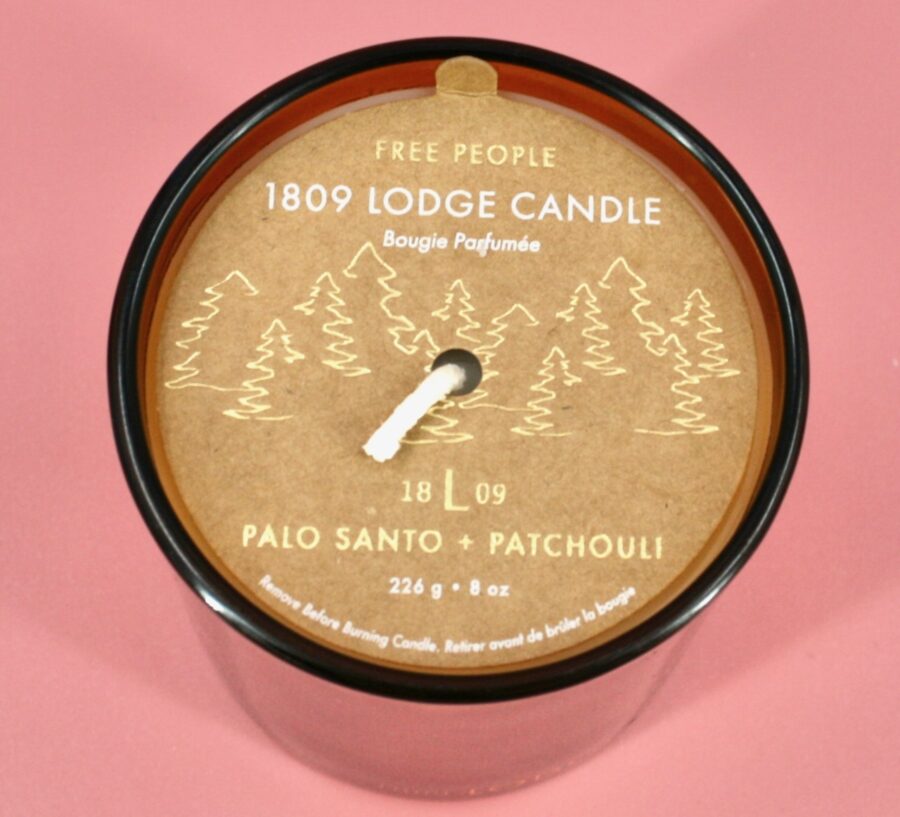 FREE PEOPLE
1809 LODGE CANDLE
Bougie Parfumée
18 L 09
PALO SANTO + PATCHOULI
226 g • 8 oz
Remove Before Burning Candle. Retirer avant de brûler la bougie